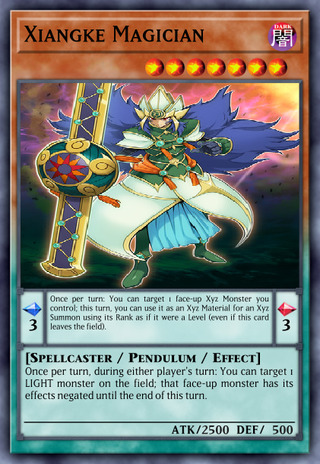 Xiangke Magician
DARK
闇
Once per turn: You can target 1 face-up Xyz Monster you
control; this turn, you can use it as an Xyz Material for an Xyz
Summon using its Rank as if it were a Level (even if this card
leaves the field).
3
3
[Spellcaster / Pendulum / Effect]
Once per turn, during either player's turn: You can target 1
LIGHT monster on the field; that face-up monster has its
effects negated until the end of this turn.
ATK/2500 DEF/ 500